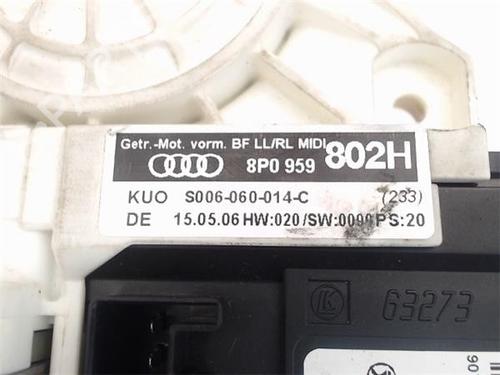 Getr.-Mot. vorm. BF LL/RL MIDI
8P0 959 802H
KUO S006-060-014-C (233)
DE 15.05.06 HW:020/SW:0090 PS:20
LK 63273